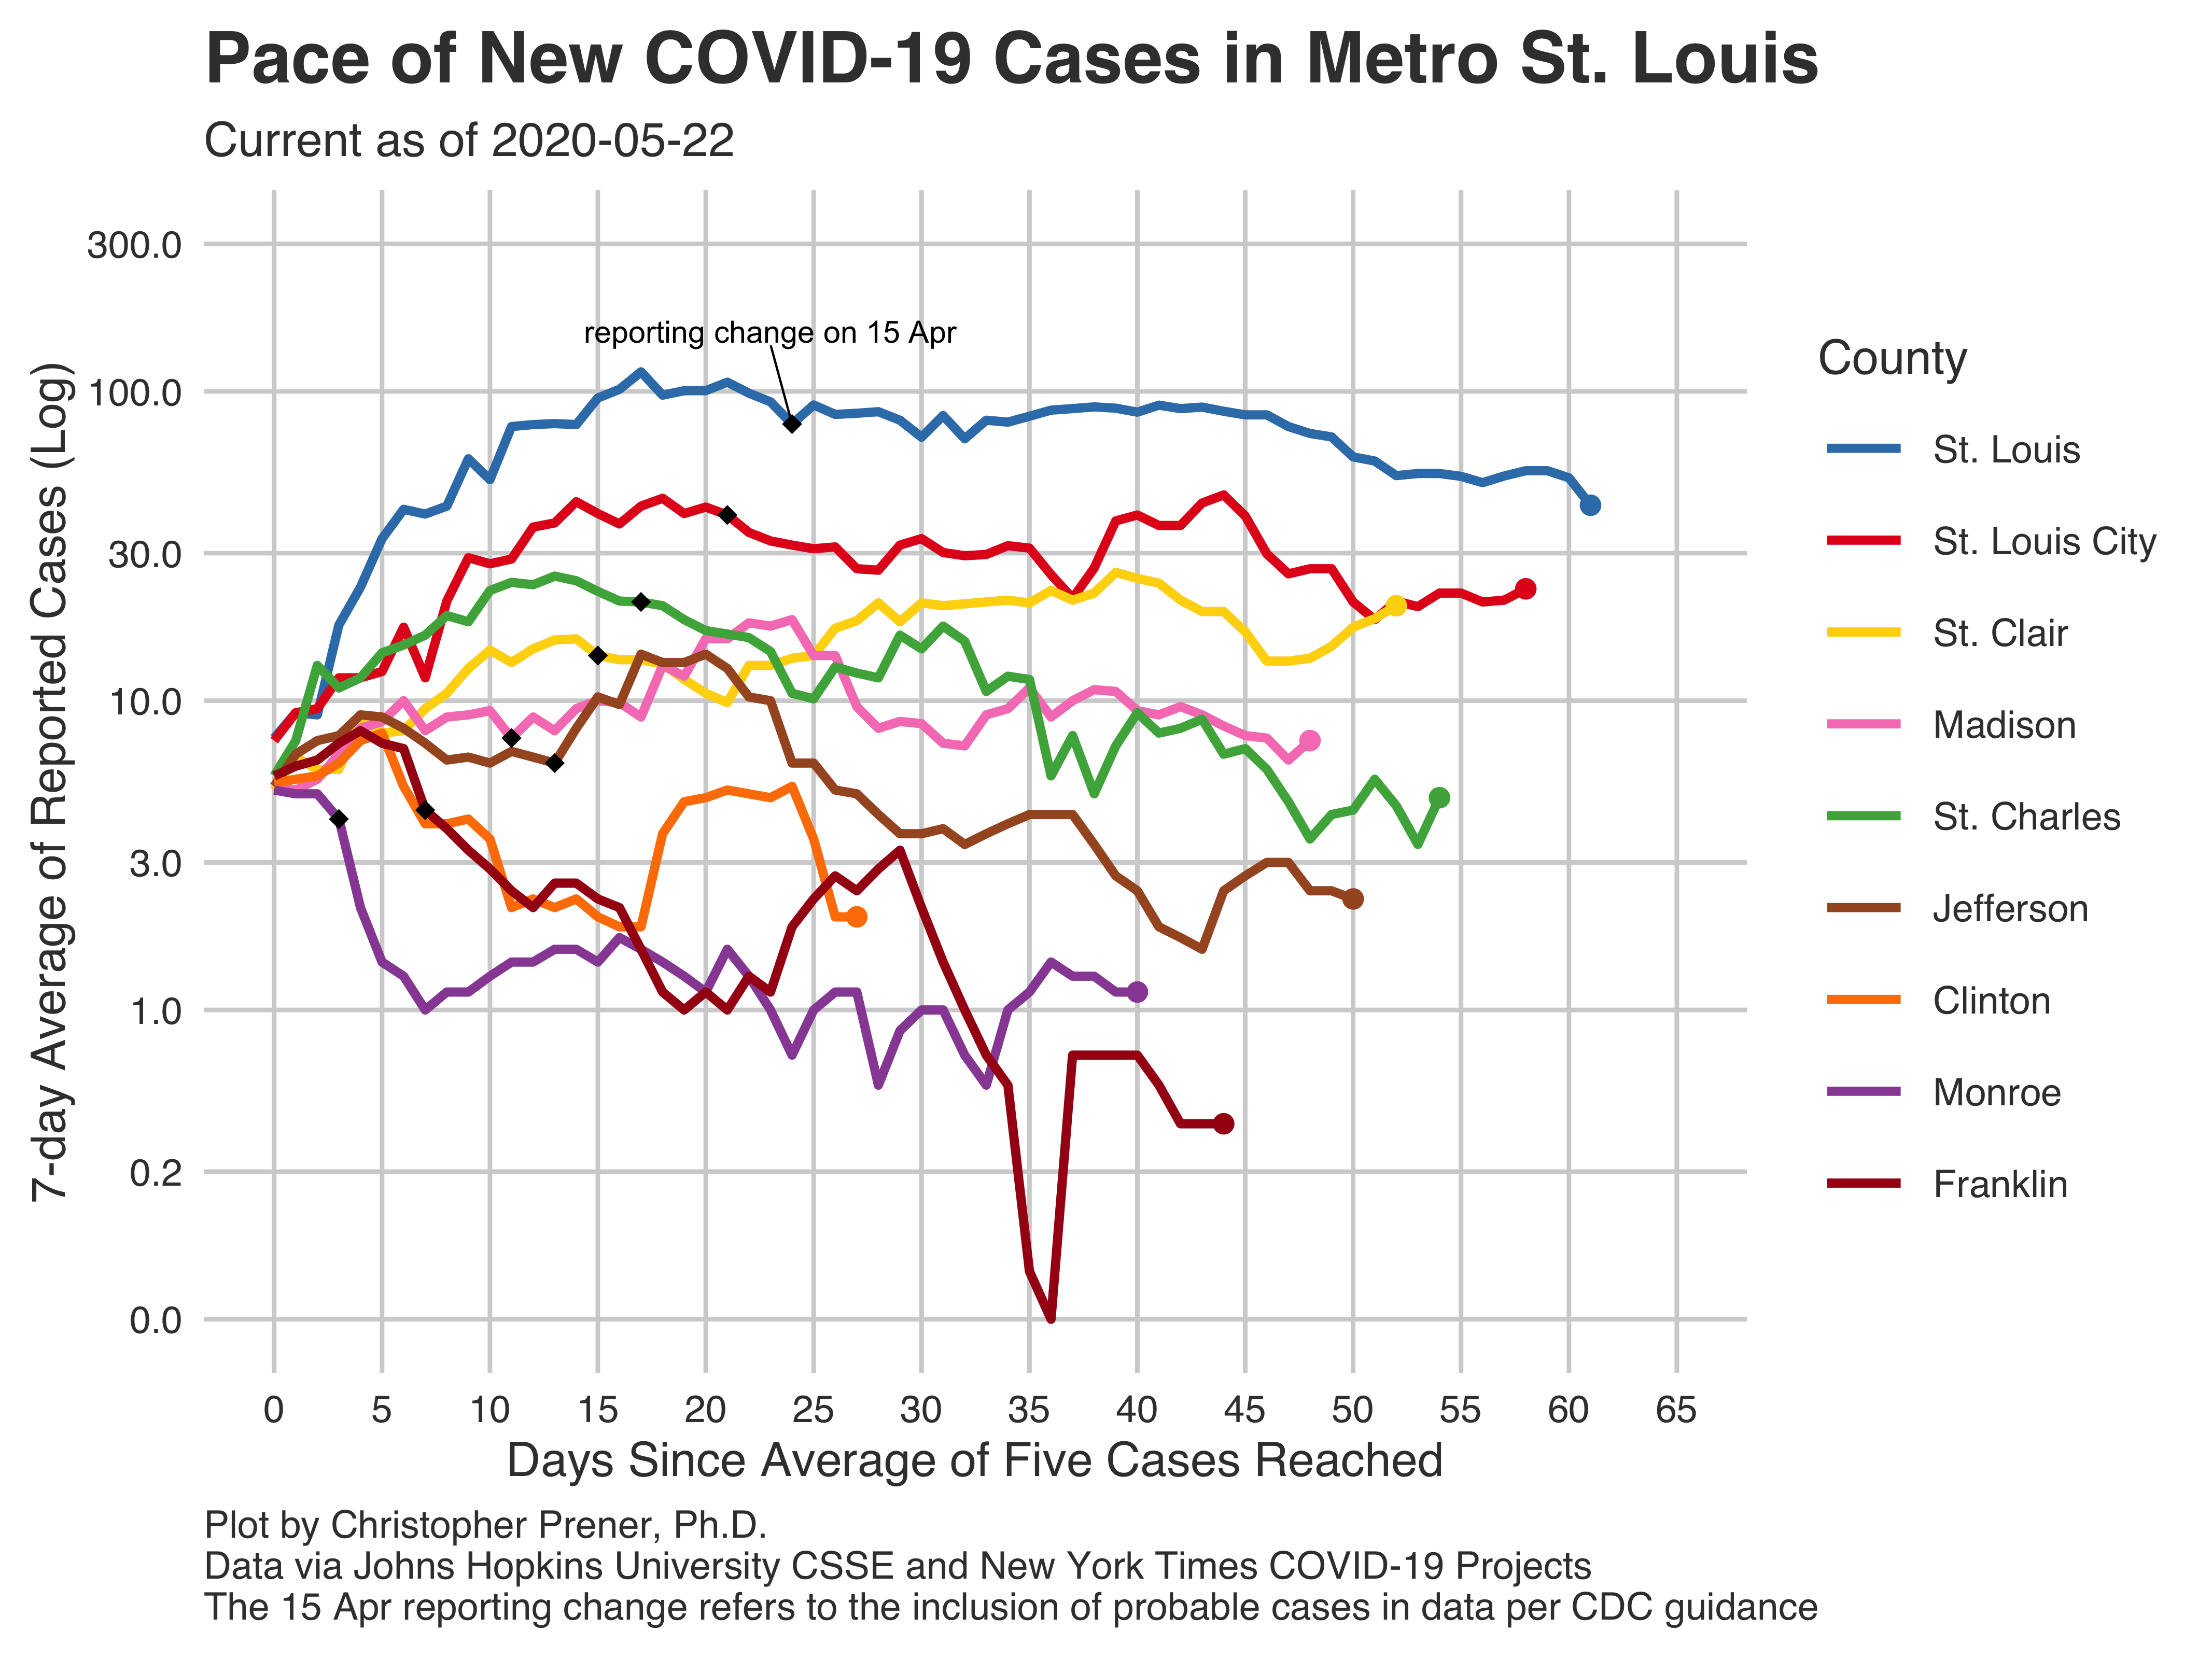 Pace of New COVID-19 Cases in Metro St. Louis
Current as of 2020-05-22
7-day Average of Reported Cases (Log)
300.0
100.0
30.0
10.0
3.0
1.0
0.2
0.0
reporting change on 15 Apr
0 5 10 15 20 25 30 35 40 45 50 55 60 65
Days Since Average of Five Cases Reached
County
St. Louis
St. Louis City
St. Clair
Madison
St. Charles
Jefferson
Clinton
Monroe
Franklin
Plot by Christopher Prener, Ph.D.
Data via Johns Hopkins University CSSE and New York Times COVID-19 Projects
The 15 Apr reporting change refers to the inclusion of probable cases in data per CDC guidance